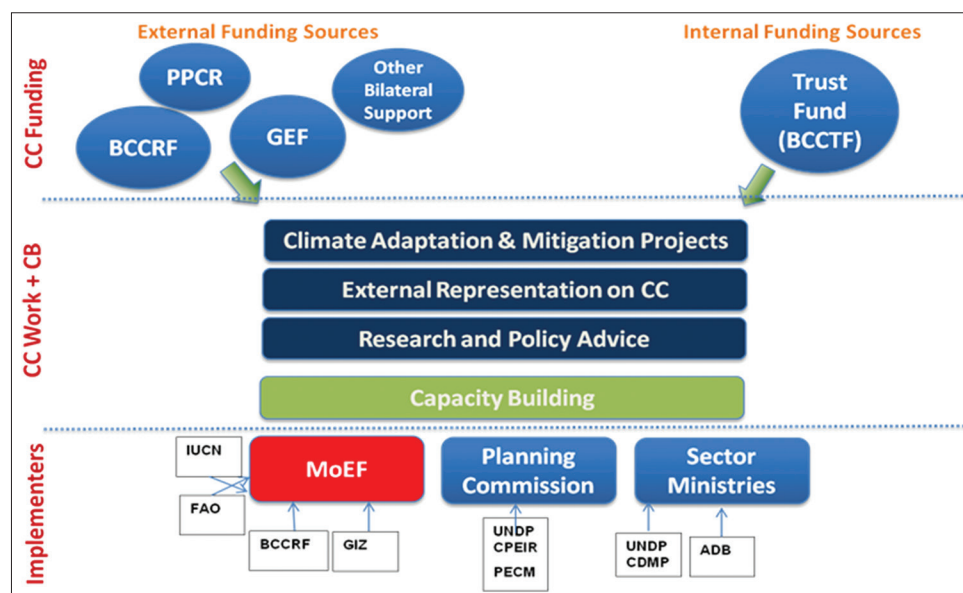 External Funding Sources
Internal Funding Sources
CC Funding
PPCR
Other
Bilateral
Support
BCCRF
GEF
Trust
Fund
(BCCTF)
CC Work + CB
Climate Adaptation & Mitigation Projects
External Representation on CC
Research and Policy Advice
Capacity Building
Implementers
IUCN
FAO
MoEF
Planning
Commission
Sector
Ministries
BCCRF
GIZ
UNDP
CPEIR
PECM
UNDP
CDMP
ADB